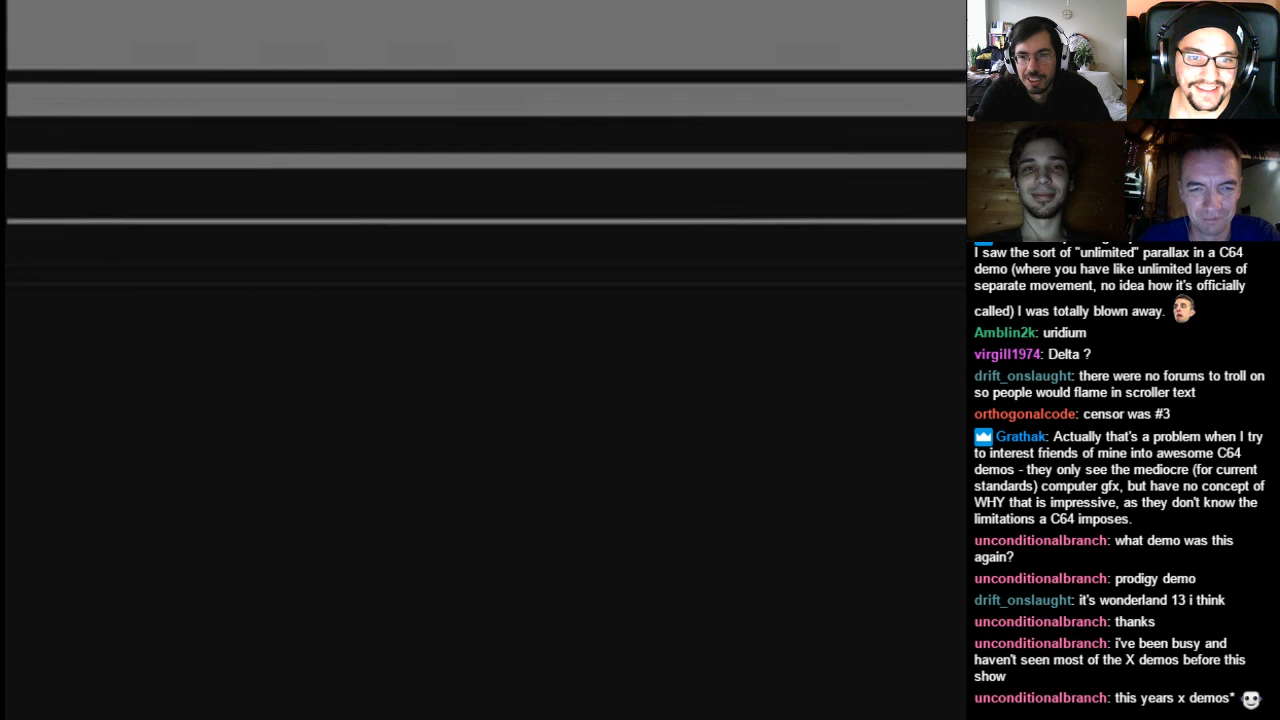 I saw the sort of "unlimited" parallax in a C64
demo (where you have like unlimited layers of
separate movement, no idea how it's officially
called) I was totally blown away.
Amblin2k: uridium
virgill1974: Delta ?
drift_onslaught: there were no forums to troll on
so people would flame in scroller text
orthogonalcode: censor was #3
Grathak: Actually that's a problem when I try
to interest friends of mine into awesome C64
demos - they only see the mediocre (for current
standards) computer gfx, but have no concept of
WHY that is impressive, as they don't know the
limitations a C64 imposes.
unconditionalbranch: what demo was this
again?
unconditionalbranch: prodigy demo
drift_onslaught: it's wonderland 13 i think
unconditionalbranch: thanks
unconditionalbranch: i've been busy and
haven't seen most of the X demos before this
show
unconditionalbranch: this years x demos*